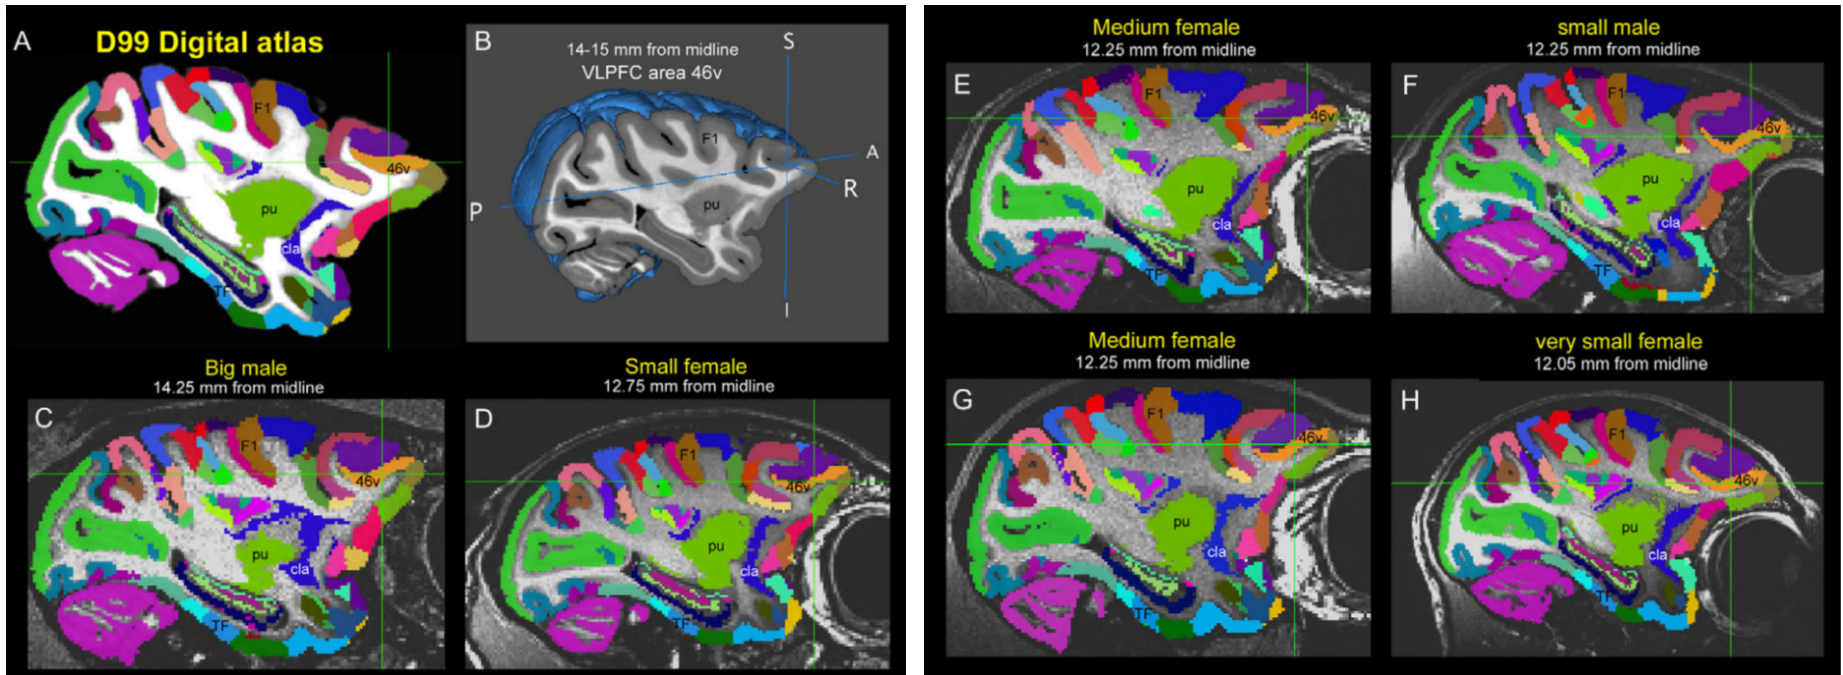 A
D99 Digital atlas
F1
46v
pu
cla
TF
B
14-15 mm from midline
VLPFC area 46v
S
F1
A
R
P
pu
I
Big male
14.25 mm from midline
C
F1
46v
pu
cla
TF
Small female
12.75 mm from midline
D
F1
46v
pu
cla
TF
Medium female
12.25 mm from midline
E
F1
46v
pu
cla
TF
small male
12.25 mm from midline
F
F1
46v
pu
cla
TF
Medium female
12.25 mm from midline
G
F1
46v
pu
cla
TF
very small female
12.05 mm from midline
H
F1
46v
pu
cla
TF